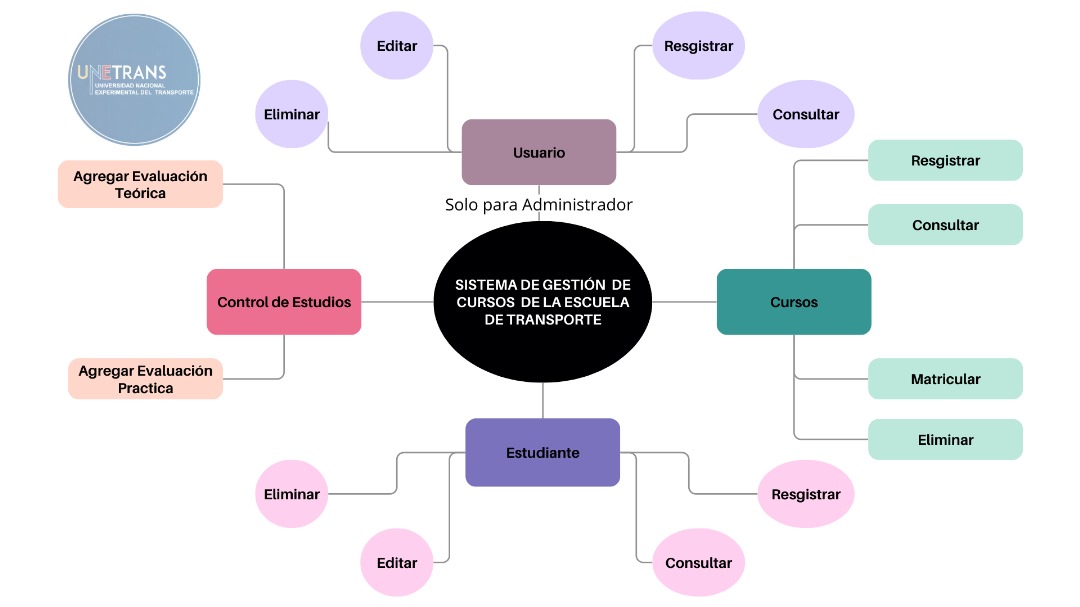 UNETRANS
UNIVERSIDAD NACIONAL
EXPERIMENTAL DEL TRANSPORTE
Editar
Resgistrar
Eliminar
Consultar
Usuario
Solo para Administrador
Agregar Evaluación
Teórica
Resgistrar
Consultar
Control de Estudios
SISTEMA DE GESTIÓN DE
CURSOS DE LA ESCUELA
DE TRANSPORTE
Cursos
Agregar Evaluación
Practica
Matricular
Eliminar
Estudiante
Eliminar
Resgistrar
Editar
Consultar